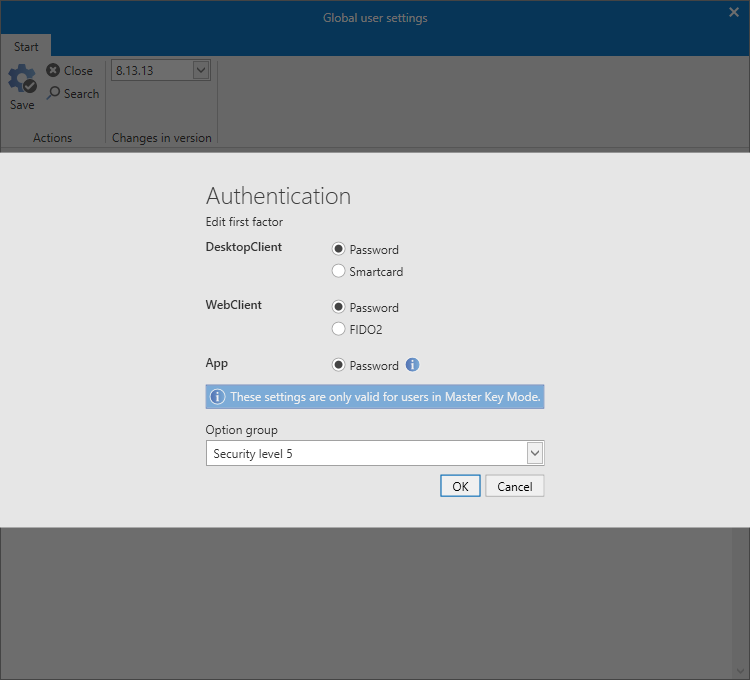 Global user settings
Start
Save
Close
Search
8.13.13
Actions
Changes in version
Authentication
Edit first factor
DesktopClient
Password
Smartcard
WebClient
Password
FIDO2
App
Password
These settings are only valid for users in Master Key Mode.
Option group
Security level 5
OK
Cancel